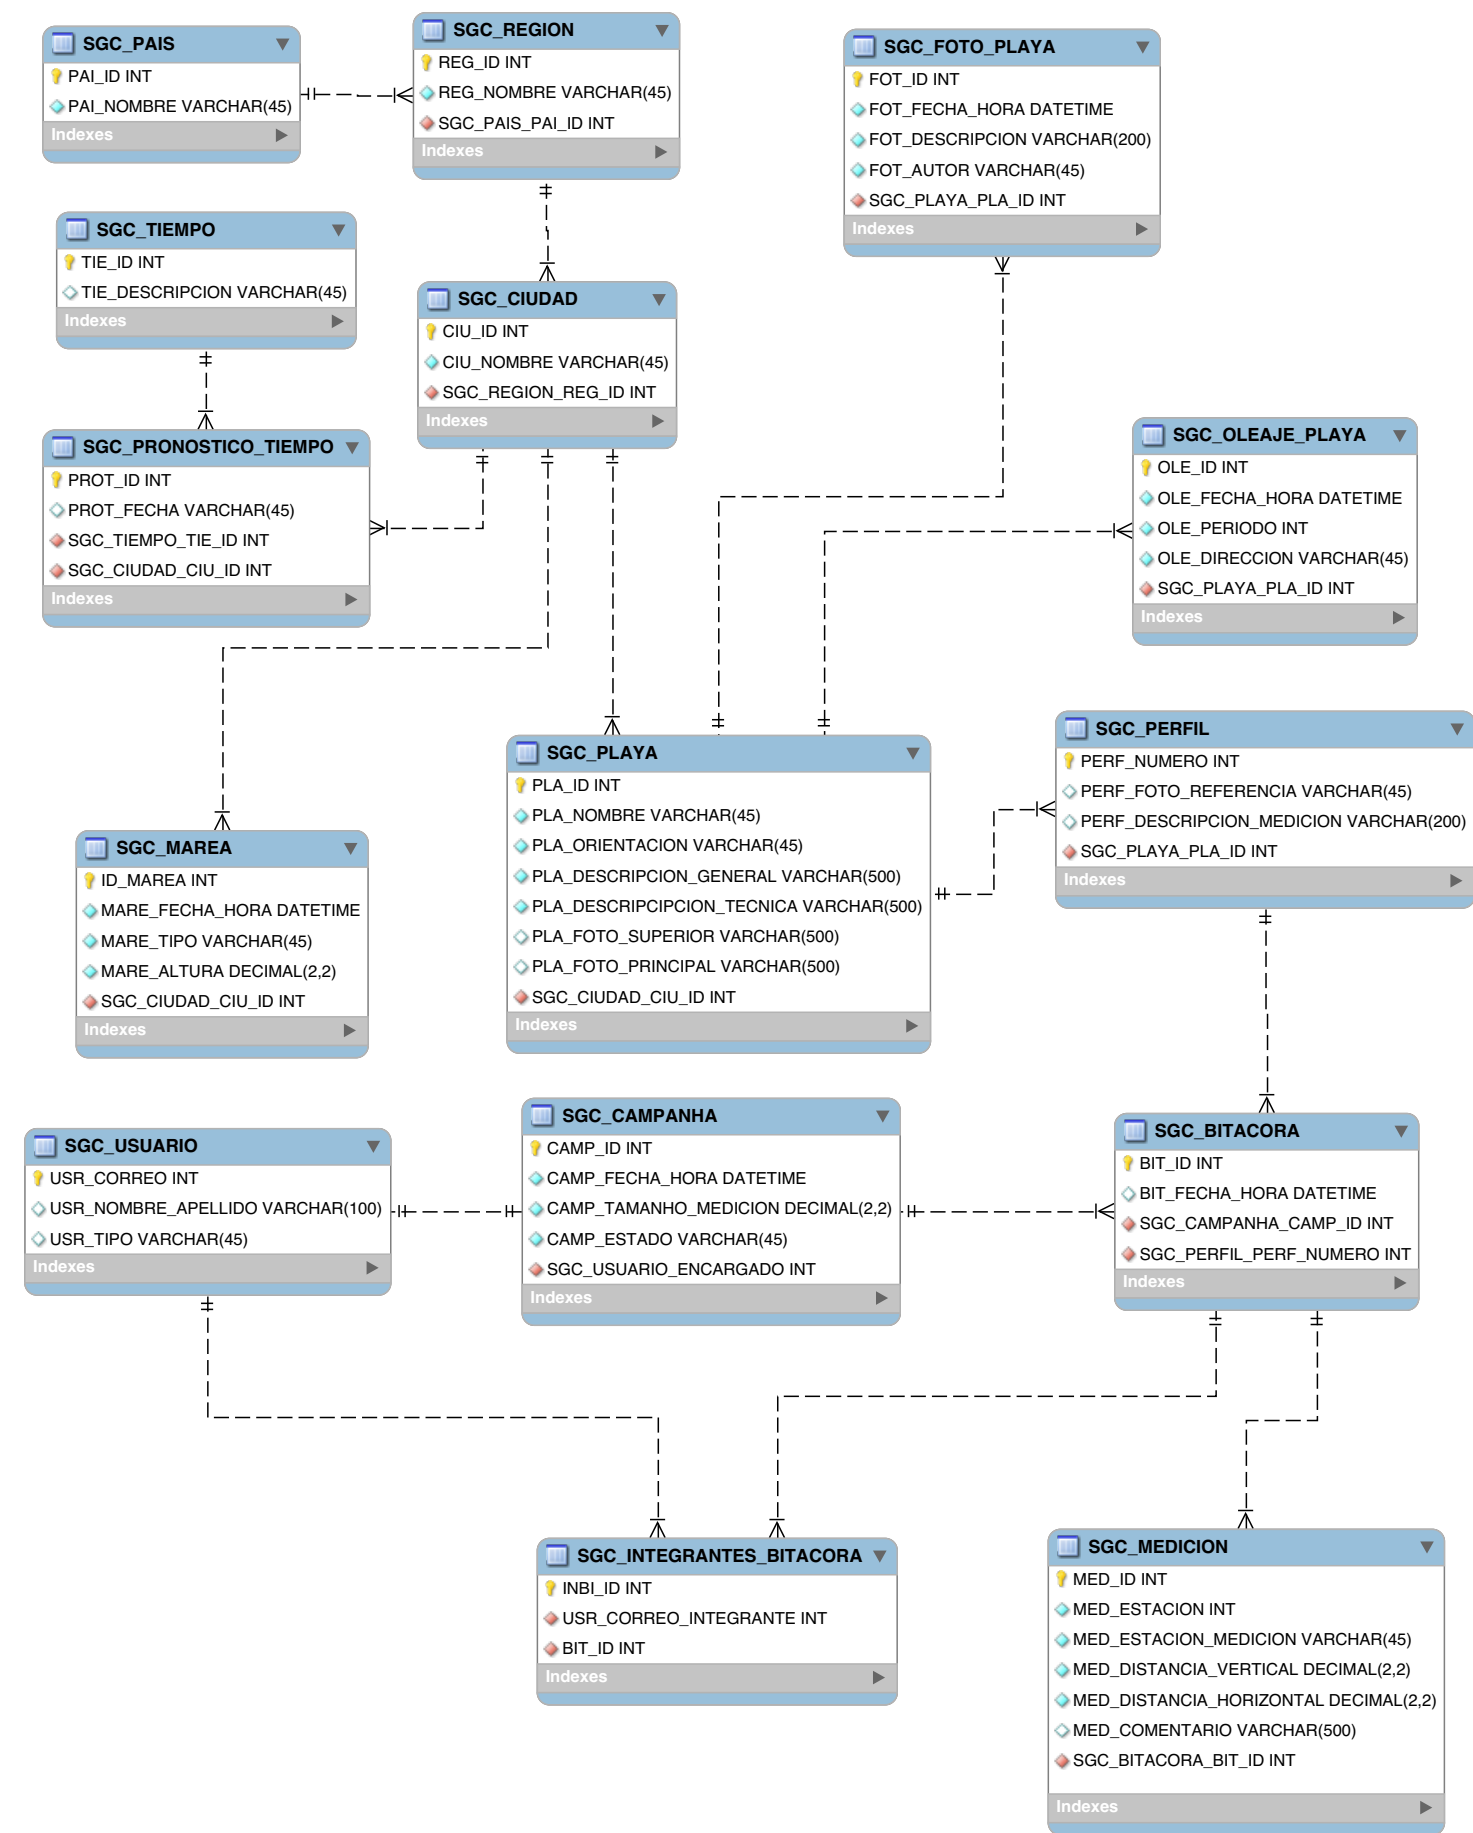 SGC_PAIS
PAI_ID INT
PAI_NOMBRE VARCHAR(45)
Indexes
SGC_REGION
REG_ID INT
REG_NOMBRE VARCHAR(45)
SGC_PAIS_PAI_ID INT
Indexes
SGC_FOTO_PLAYA
FOT_ID INT
FOT_FECHA_HORA DATETIME
FOT_DESCRIPCION VARCHAR(200)
FOT_AUTOR VARCHAR(45)
SGC_PLAYA_PLA_ID INT
Indexes
SGC_TIEMPO
TIE_ID INT
TIE_DESCRIPCION VARCHAR(45)
Indexes
SGC_CIUDAD
CIU_ID INT
CIU_NOMBRE VARCHAR(45)
SGC_REGION_REG_ID INT
Indexes
SGC_PRONOSTICO_TIEMPO
PROT_ID INT
PROT_FECHA VARCHAR(45)
SGC_TIEMPO_TIE_ID INT
SGC_CIUDAD_CIU_ID INT
Indexes
SGC_OLEAJE_PLAYA
OLE_ID INT
OLE_FECHA_HORA DATETIME
OLE_PERIODO INT
OLE_DIRECCION VARCHAR(45)
SGC_PLAYA_PLA_ID INT
Indexes
SGC_PLAYA
PLA_ID INT
PLA_NOMBRE VARCHAR(45)
PLA_ORIENTACION VARCHAR(45)
PLA_DESCRIPCION_GENERAL VARCHAR(500)
PLA_DESCRIPCIPCION_TECNICA VARCHAR(500)
PLA_FOTO_SUPERIOR VARCHAR(500)
PLA_FOTO_PRINCIPAL VARCHAR(500)
SGC_CIUDAD_CIU_ID INT
Indexes
SGC_PERFIL
PERF_NUMERO INT
PERF_FOTO_REFERENCIA VARCHAR(45)
PERF_DESCRIPCION_MEDICION VARCHAR(200)
SGC_PLAYA_PLA_ID INT
Indexes
SGC_MAREA
ID_MAREA INT
MARE_FECHA_HORA DATETIME
MARE_TIPO VARCHAR(45)
MARE_ALTURA DECIMAL(2,2)
SGC_CIUDAD_CIU_ID INT
Indexes
SGC_USUARIO
USR_CORREO INT
USR_NOMBRE_APELLIDO VARCHAR(100)
USR_TIPO VARCHAR(45)
Indexes
SGC_CAMPANHA
CAMP_ID INT
CAMP_FECHA_HORA DATETIME
CAMP_TAMANHO_MEDICION DECIMAL(2,2)
CAMP_ESTADO VARCHAR(45)
SGC_USUARIO_ENCARGADO INT
Indexes
SGC_BITACORA
BIT_ID INT
BIT_FECHA_HORA DATETIME
SGC_CAMPANHA_CAMP_ID INT
SGC_PERFIL_PERF_NUMERO INT
Indexes
SGC_INTEGRANTES_BITACORA
INBI_ID INT
USR_CORREO_INTEGRANTE INT
BIT_ID INT
Indexes
SGC_MEDICION
MED_ID INT
MED_ESTACION INT
MED_ESTACION_MEDICION VARCHAR(45)
MED_DISTANCIA_VERTICAL DECIMAL(2,2)
MED_DISTANCIA_HORIZONTAL DECIMAL(2,2)
MED_COMENTARIO VARCHAR(500)
SGC_BITACORA_BIT_ID INT
Indexes